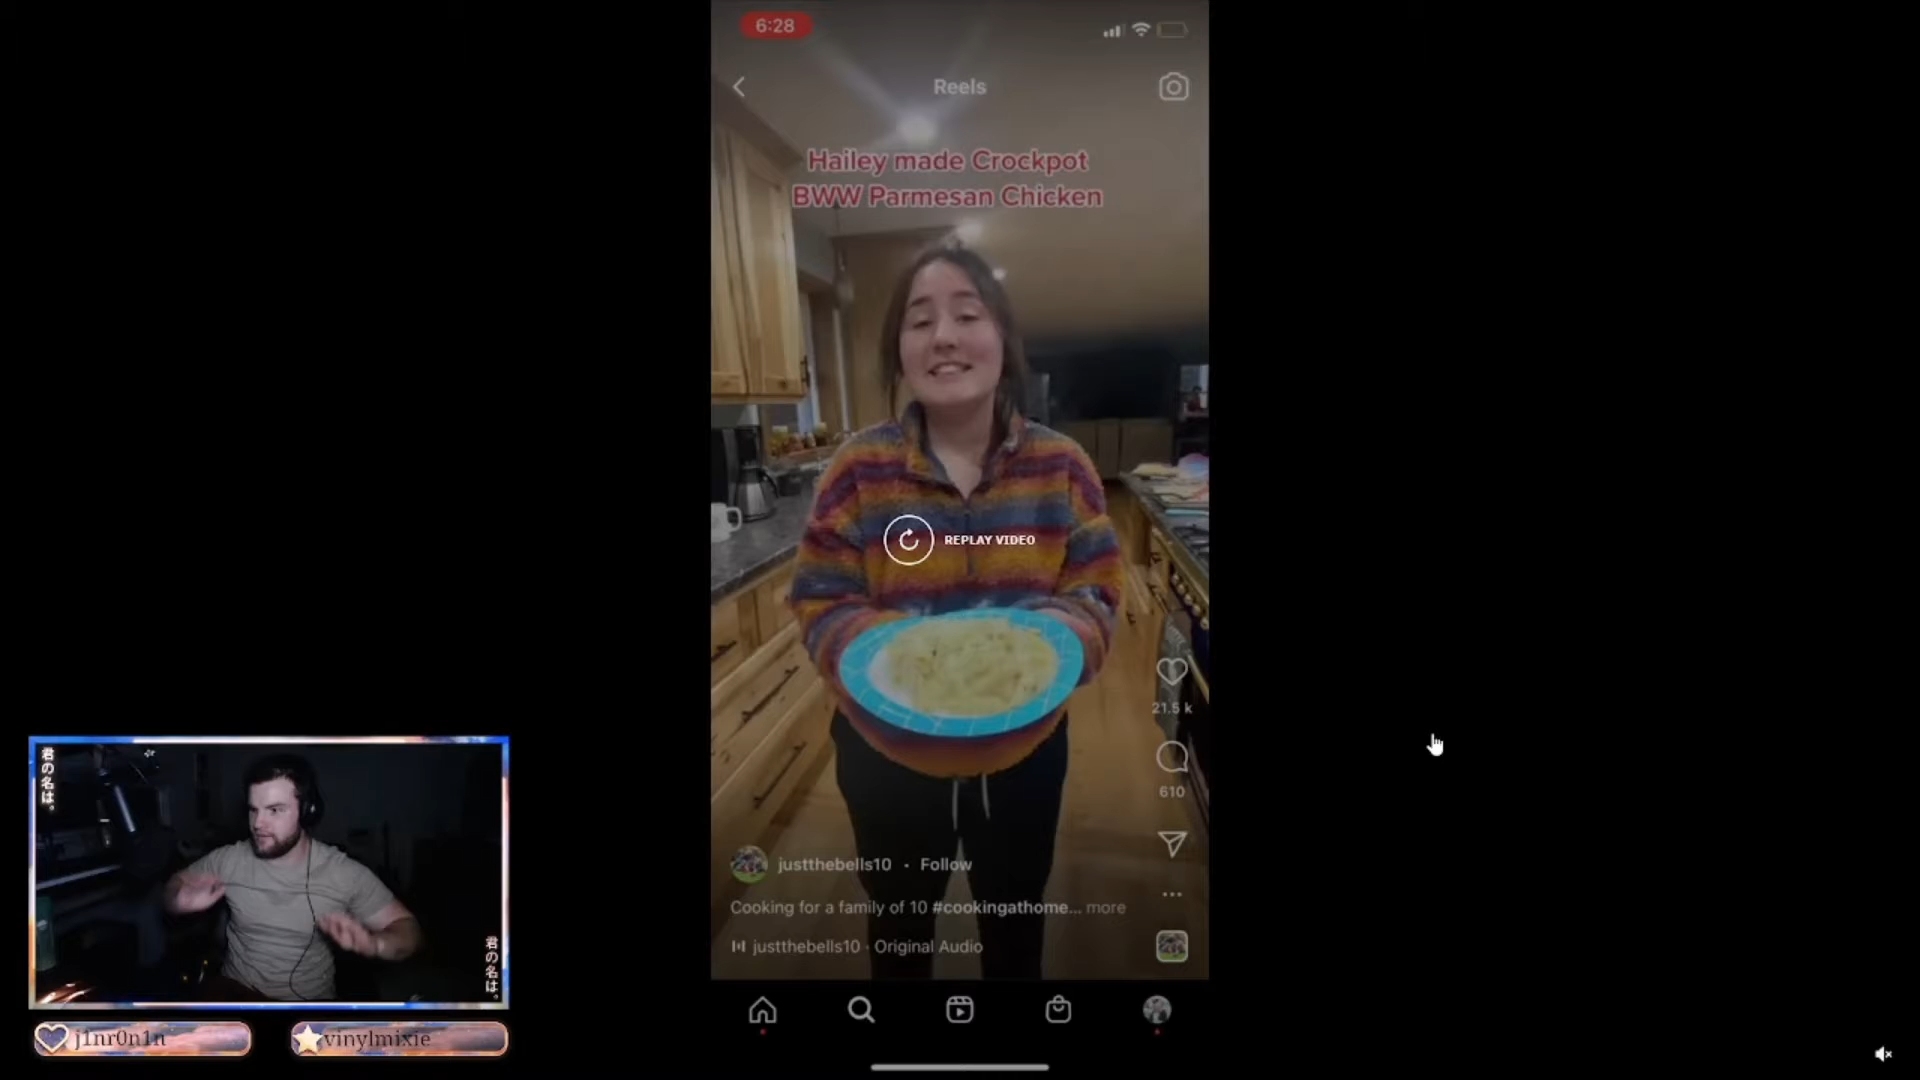 6:28
Reels
Hailey made Crockpot
BWW Parmesan Chicken
REPLAY VIDEO
21.5 k
610
justthebells10 · Follow
Cooking for a family of 10 #cookingathome... more
justthebells10 · Original Audio
君の名は。
君の名は。
j1nr0n1n
vinylmixie